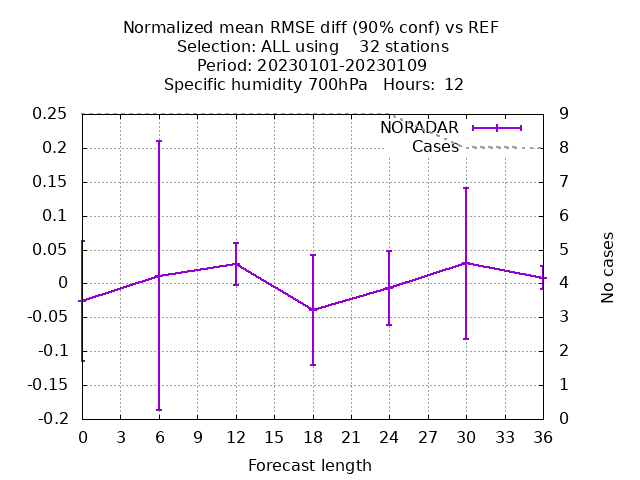 Normalized mean RMSE diff (90% conf) vs REF
Selection: ALL using 32 stations
Period: 20230101-20230109
Specific humidity 700hPa Hours: 12
NORADAR
Cases
0.25
0.2
0.15
0.1
0.05
0
-0.05
-0.1
-0.15
-0.2
9
8
7
6
5
4
3
2
1
0
No cases
0 3 6 9 12 15 18 21 24 27 30 33 36
Forecast length